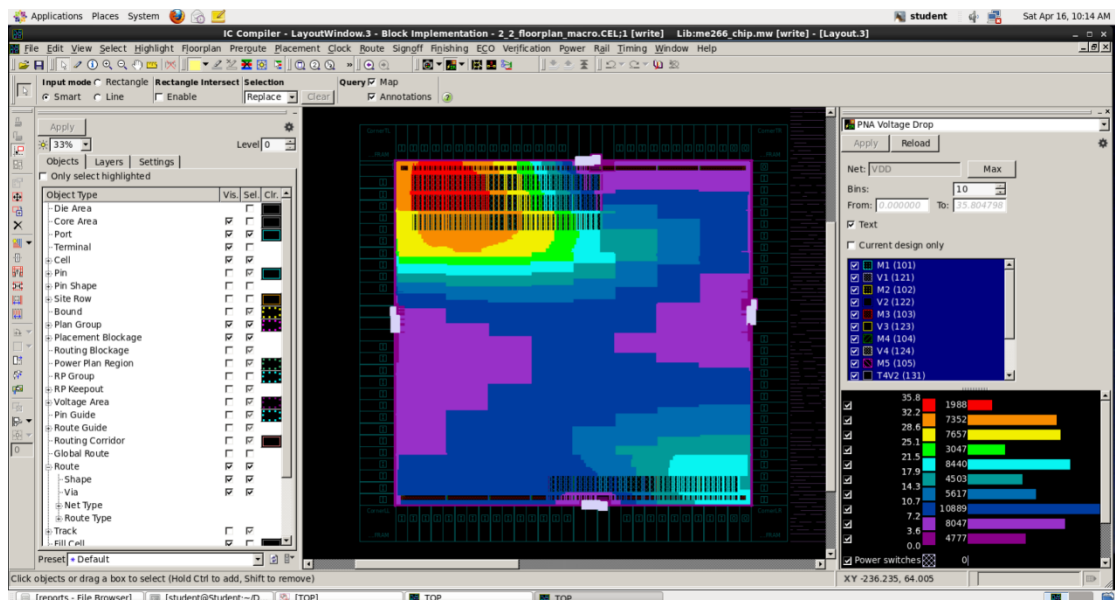 Applications Places System student Sat Apr 16, 10:14 AM
IC Compiler - LayoutWindow.3 - Block Implementation - 2_2_floorplan_macro.CEL;1 [write] Lib:me266_chip.mw [write] - [Layout.3]
File Edit View Select Highlight Floorplan Preroute Placement Clock Route Signoff Finishing ECO Verification Power Rail Timing Window Help
Input mode Rectangle Rectangle Intersect Selection Query Map
Smart Line Enable Replace Clear Annotations
Apply
33% Level 0
Objects Layers Settings
Only select highlighted
Object Type Vis. Sel. Clr.
Die Area
Core Area
Port
Terminal
Cell
Pin
Pin Shape
Site Row
Bound
Plan Group
Placement Blockage
Routing Blockage
Power Plan Region
RP Group
RP Keepout
Voltage Area
Pin Guide
Route Guide
Routing Corridor
Global Route
Route
Shape
Via
Net Type
Route Type
Track
Fill Cell
Preset Default
0
CornerTL
CornerTR
CornerLL
CornerLR
PNA Voltage Drop
Apply Reload
Net: VDD Max
Bins: 10
From: 0.000000 To: 35.804798
Text
Current design only
M1 (101)
V1 (121)
M2 (102)
V2 (122)
M3 (103)
V3 (123)
M4 (104)
V4 (124)
M5 (105)
T4V2 (131)
35.8
1988
32.2
7352
28.6
7657
25.1
3047
21.5
8440
17.9
4503
14.3
5617
10.7
10889
7.2
8047
3.6
4777
0.0
Power switches 0
Click objects or drag a box to select (Hold Ctrl to add, Shift to remove) XY -236.235, 64.005
[reports - File Browser] [student@Student:~/D... [TOP] TOP TOP